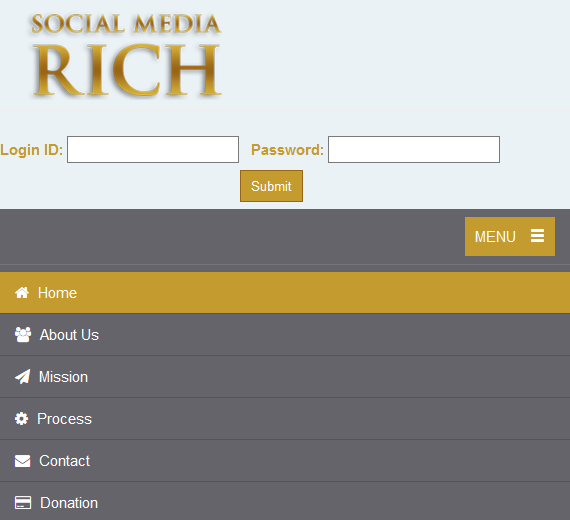 SOCIAL MEDIA
RICH
Login ID: Password:
Submit
MENU
Home
About Us
Mission
Process
Contact
Donation